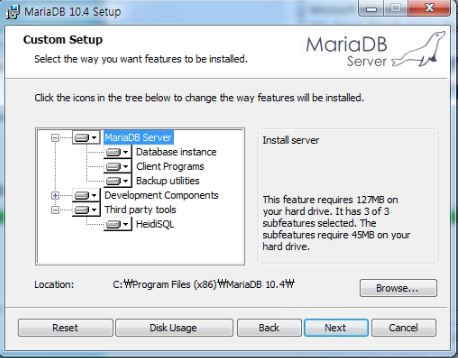 MariaDB 10.4 Setup
Custom Setup
Select the way you want features to be installed.
MariaDB
Server
Click the icons in the tree below to change the way features will be installed.
MariaDB Server
Database instance
Client Programs
Backup utilities
Development Components
Third party tools
HeidiSQL
Install server
This feature requires 127MB on
your hard drive. It has 3 of 3
subfeatures selected. The
subfeatures require 45MB on your
hard drive.
Location: C:₩Program Files (x86)₩MariaDB 10.4₩
Browse...
Reset Disk Usage Back Next Cancel